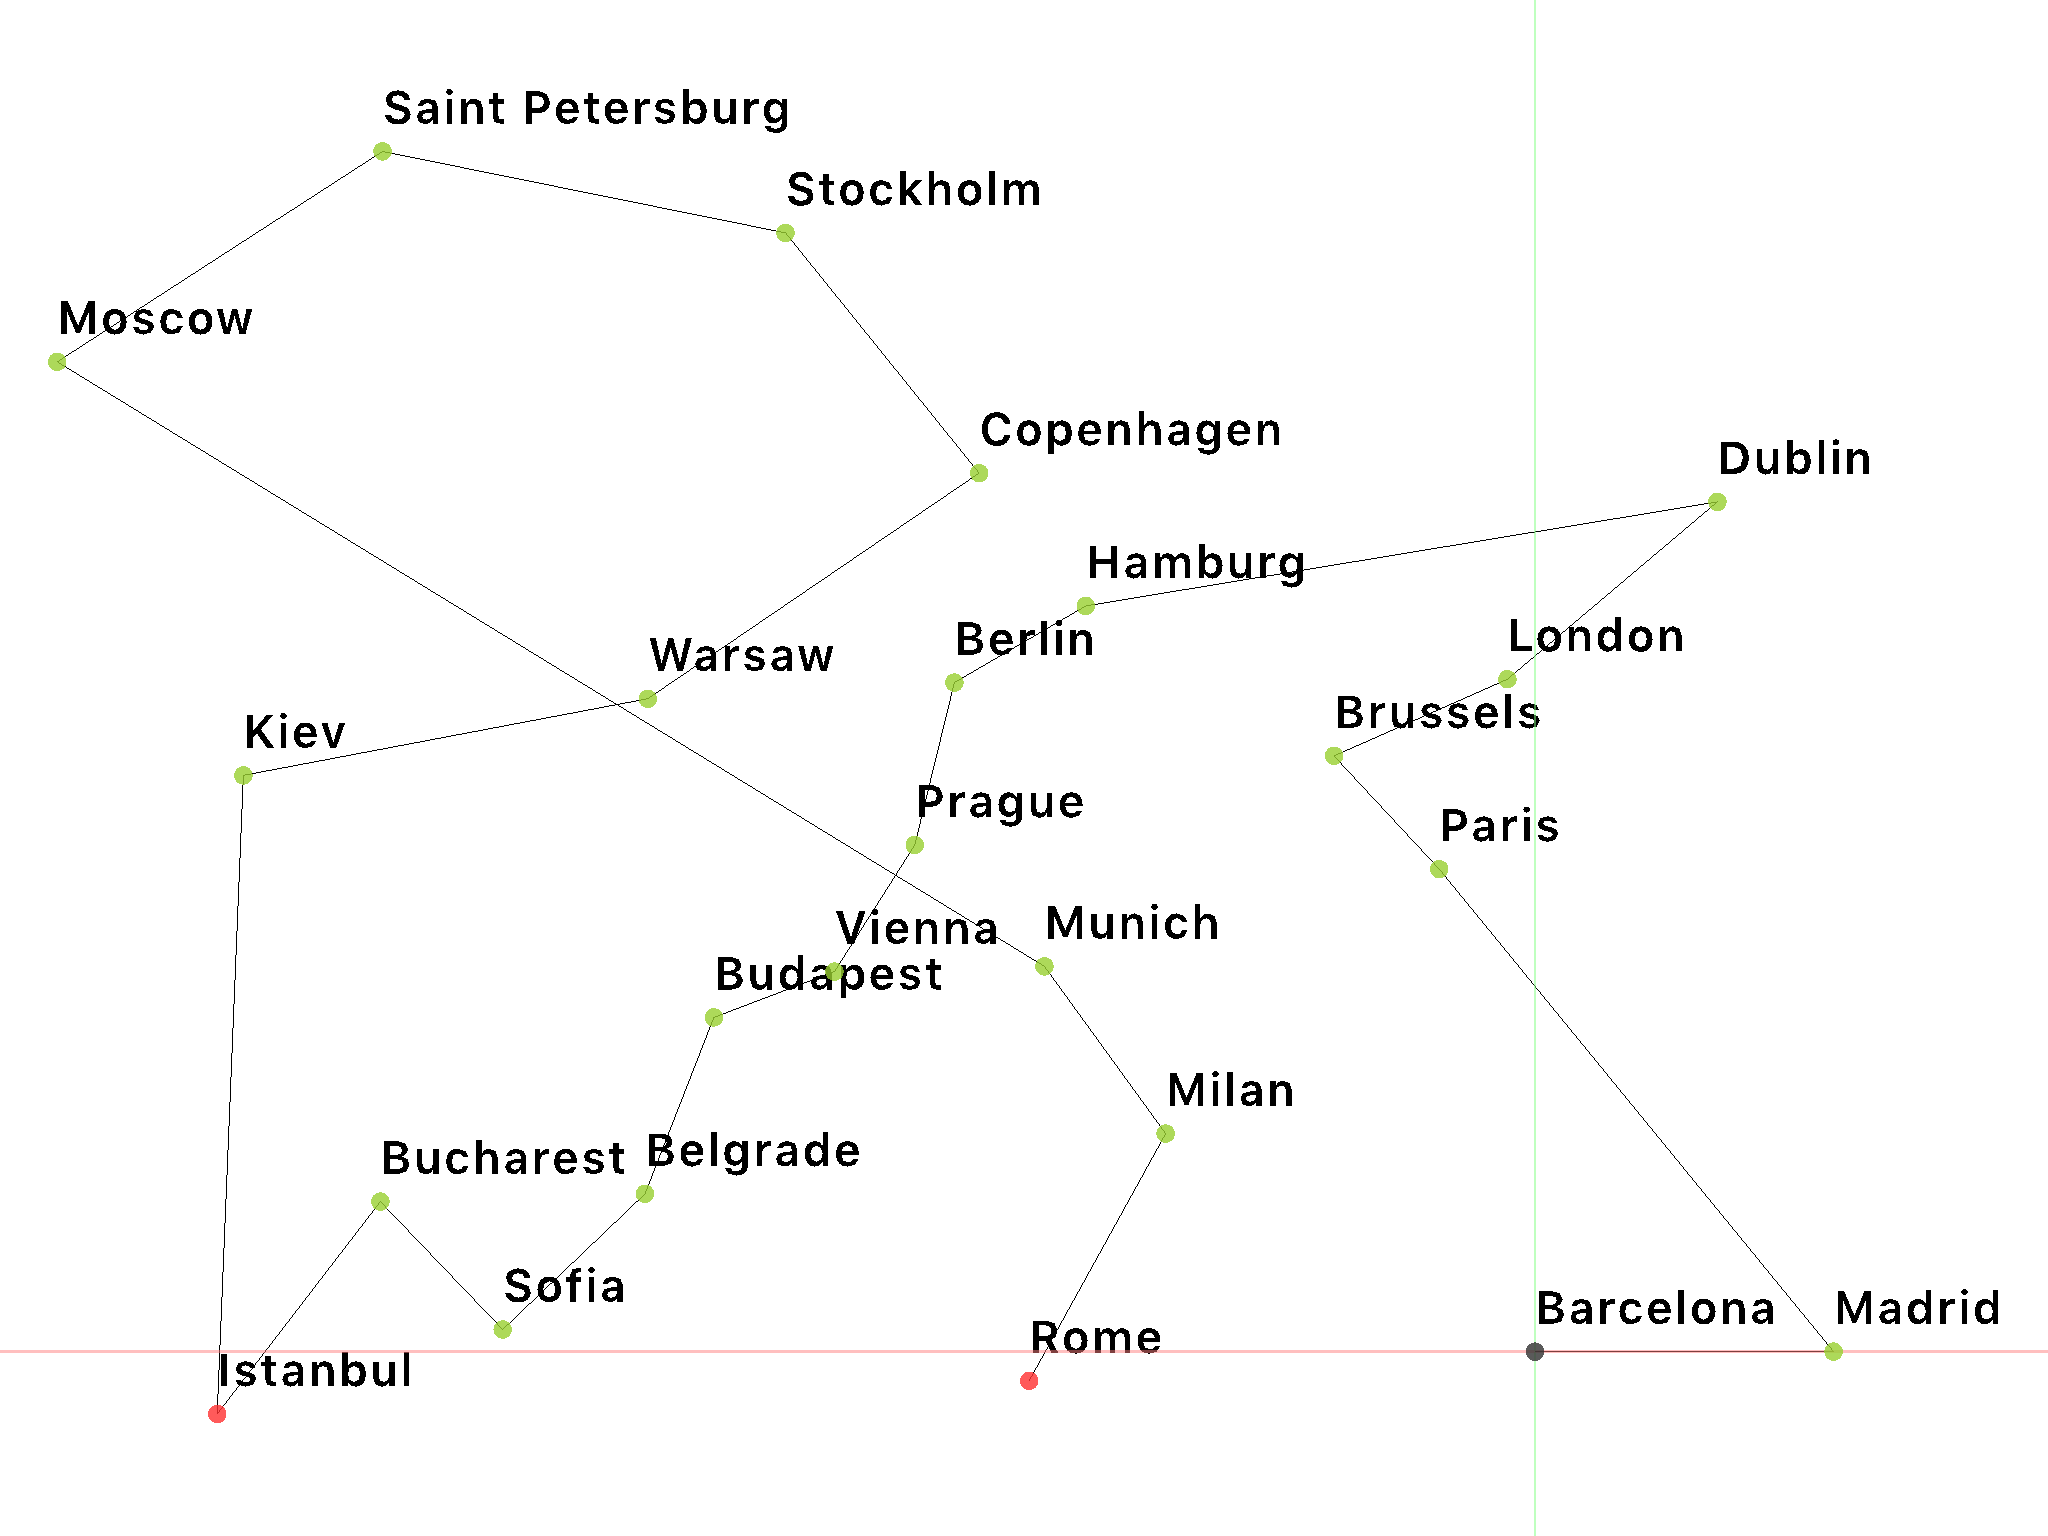 Saint Petersburg
Stockholm
Moscow
Copenhagen
Dublin
Hamburg
Berlin
London
Warsaw
Brussels
Kiev
Prague
Paris
Vienna
Munich
Budapest
Milan
Bucharest
Belgrade
Sofia
Barcelona
Madrid
Rome
Istanbul